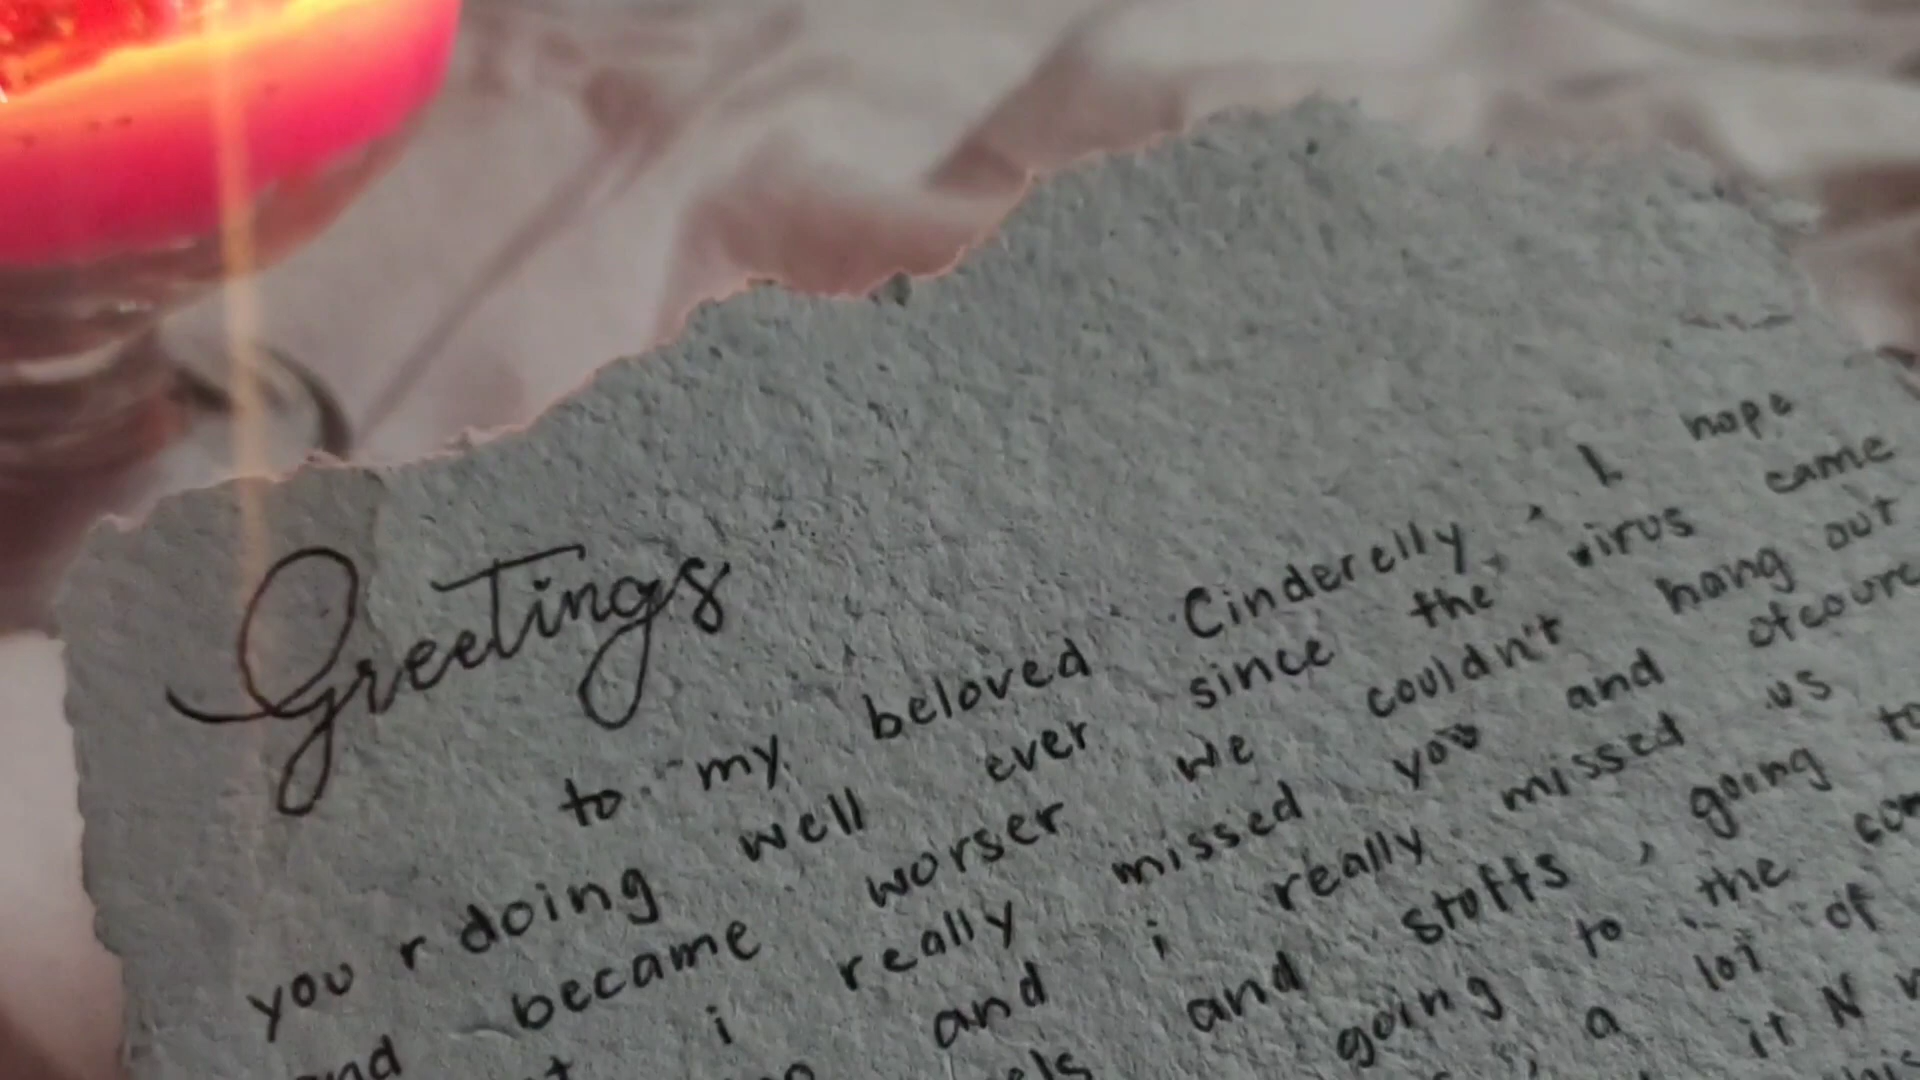 Greetings
to my beloved Cinderelly, I hope
you r doing well ever since the virus came
and became worser we couldn't hang out
i really missed you and ofcoure
and i really missed us
and stoffs, going to
going to the
a lot of
it N